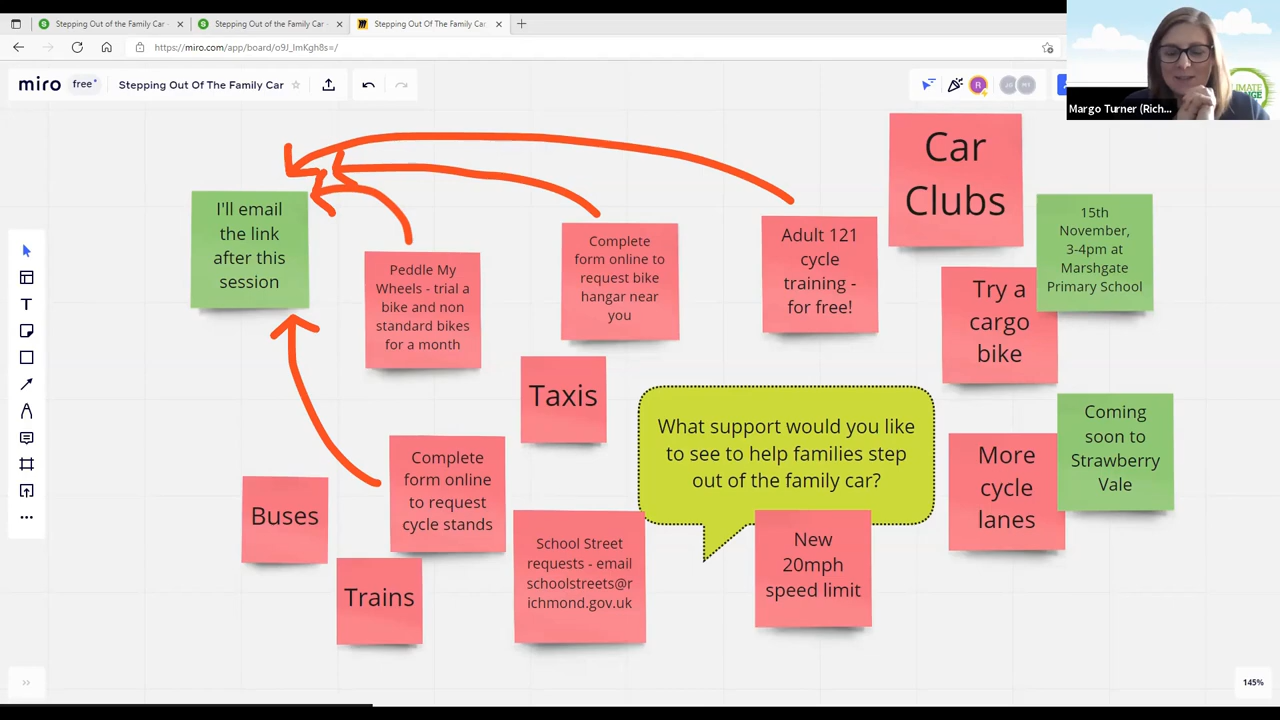 Stepping Out of the Family Car -
Stepping Out of the Family Car -
Stepping Out Of The Family Car -
https://miro.com/app/board/o9J_lmKgh8s=/
miro
free
Stepping Out Of The Family Car
R
Margo Turner (Rich...
Car
Clubs
15th
November,
3-4pm at
Marshgate
Primary School
I'll email
the link
after this
session
Peddle My
Wheels - trial a
bike and non
standard bikes
for a month
Complete
form online to
request bike
hangar near
you
Adult 121
cycle
training -
for free!
Try a
cargo
bike
Taxis
What support would you like
to see to help families step
out of the family car?
Coming
soon to
Strawberry
Vale
More
cycle
lanes
Complete
form online
to request
cycle stands
Buses
Trains
School Street
requests - email
schoolstreets@r
ichmond.gov.uk
New
20mph
speed limit
145%